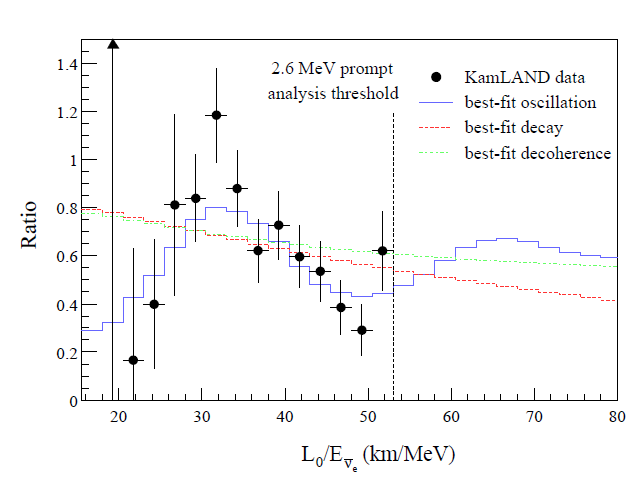 2.6 MeV prompt
analysis threshold
KamLAND data
best-fit oscillation
best-fit decay
best-fit decoherence
Ratio
1.4
1.2
1
0.8
0.6
0.4
0.2
0
20 30 40 50 60 70 80
L0/Eν̅e (km/MeV)